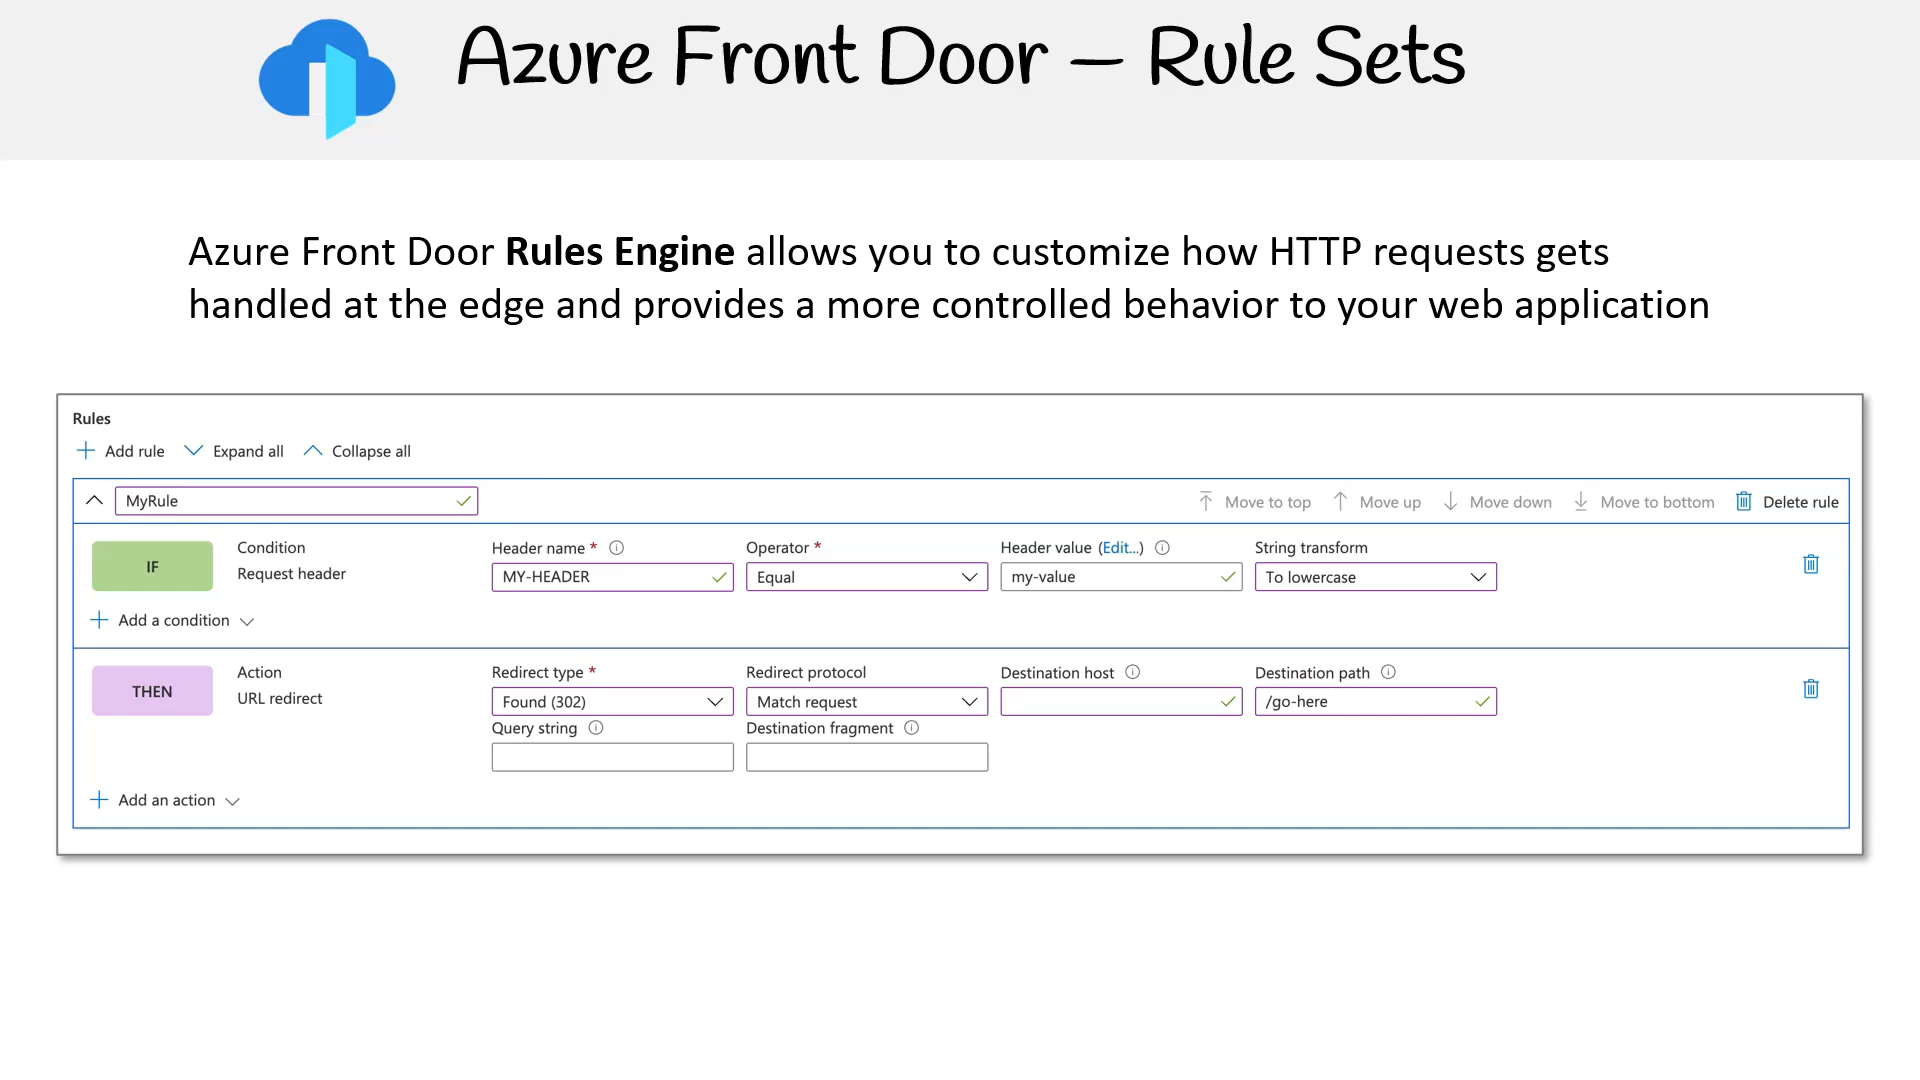 Azure Front Door – Rule Sets
Azure Front Door Rules Engine allows you to customize how HTTP requests gets
handled at the edge and provides a more controlled behavior to your web application
Rules
Add rule Expand all Collapse all
MyRule Move to top Move up Move down Move to bottom Delete rule
IF
Condition
Request header
Header name *
MY-HEADER
Operator *
Equal
Header value (Edit...)
my-value
String transform
To lowercase
Add a condition
THEN
Action
URL redirect
Redirect type *
Found (302)
Redirect protocol
Match request
Destination host
Destination path
/go-here
Query string
Destination fragment
Add an action